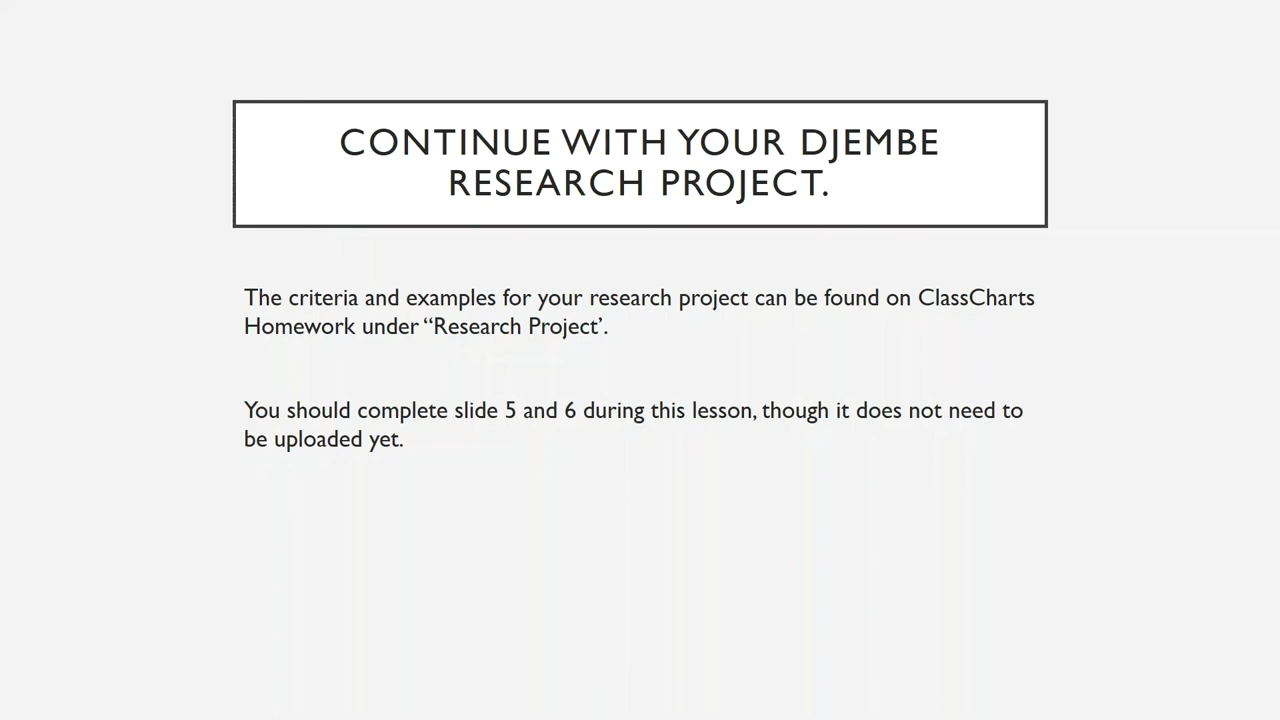 CONTINUE WITH YOUR DJEMBE
RESEARCH PROJECT.
The criteria and examples for your research project can be found on ClassCharts
Homework under “Research Project’.
You should complete slide 5 and 6 during this lesson, though it does not need to
be uploaded yet.